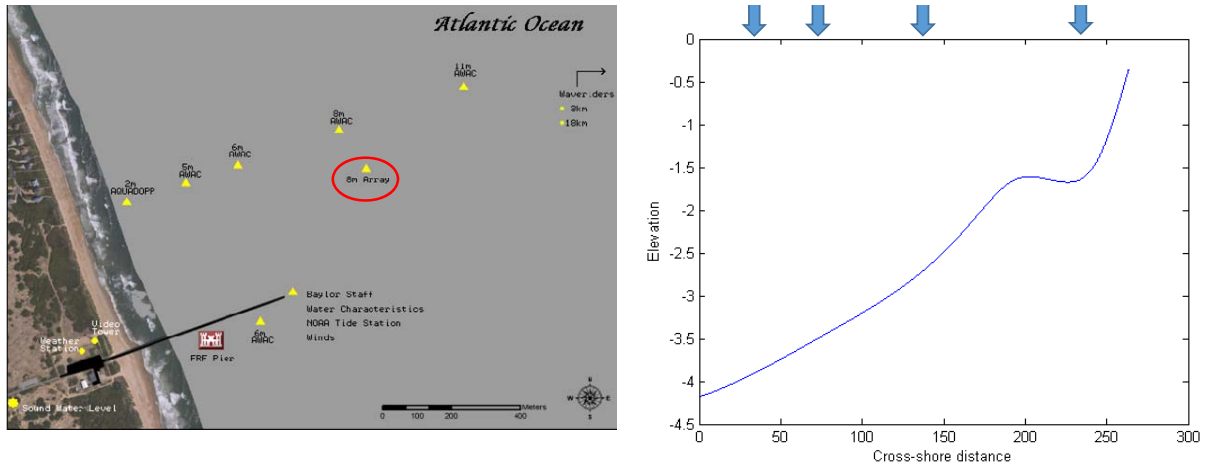 Atlantic Ocean
11m
AWAC
Waveriders
3km
18km
8m
AWAC
6m
AWAC
8m Array
5m
AWAC
2m
AQUADOPP
Baylor Staff
Water Characteristics
NOAA Tide Station
Winds
6m
AWAC
FRF Pier
Video
Tower
Weather
Station
Sound Water Level
N
W
E
S
Meters
0 100 200 400
0
-0.5
-1
-1.5
-2
-2.5
-3
-3.5
-4
-4.5
Elevation
0 50 100 150 200 250 300
Cross-shore distance